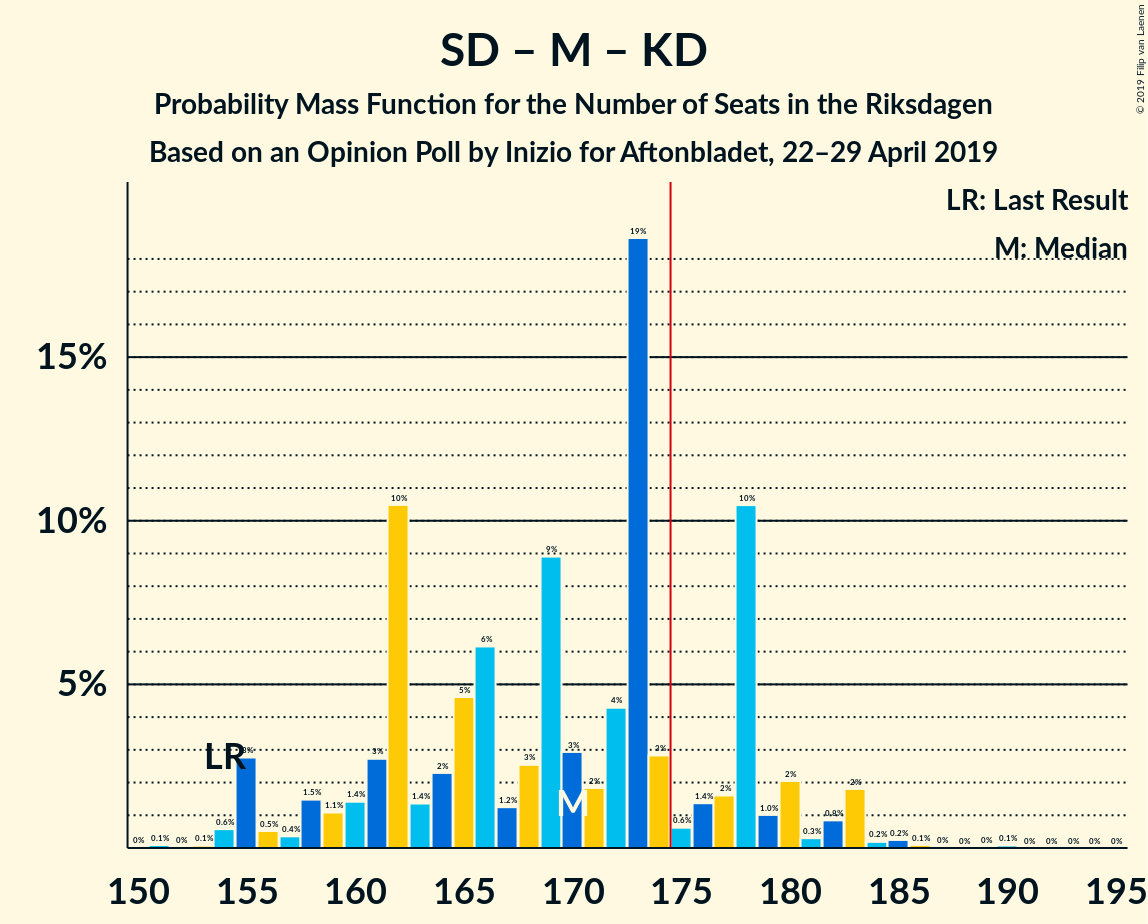 SD – M – KD
Probability Mass Function for the Number of Seats in the Riksdagen
Based on an Opinion Poll by Inizio for Aftonbladet, 22–29 April 2019
© 2019 Filip van Laenen
LR: Last Result
M: Median
15%
10%
5%
0% 0.1% 0% 0.1% 0.6% 3% 0.5% 0.4% 1.5% 1.1% 1.4% 3% 10% 1.4% 2% 5% 6% 1.2% 3% 9% 3% 2% 4% 19% 3% 0.6% 1.4% 2% 10% 1.0% 2% 0.3% 0.8% 2% 0.2% 0.2% 0.1% 0% 0% 0% 0.1% 0% 0% 0% 0% 0%
LR
M
150 155 160 165 170 175 180 185 190 195